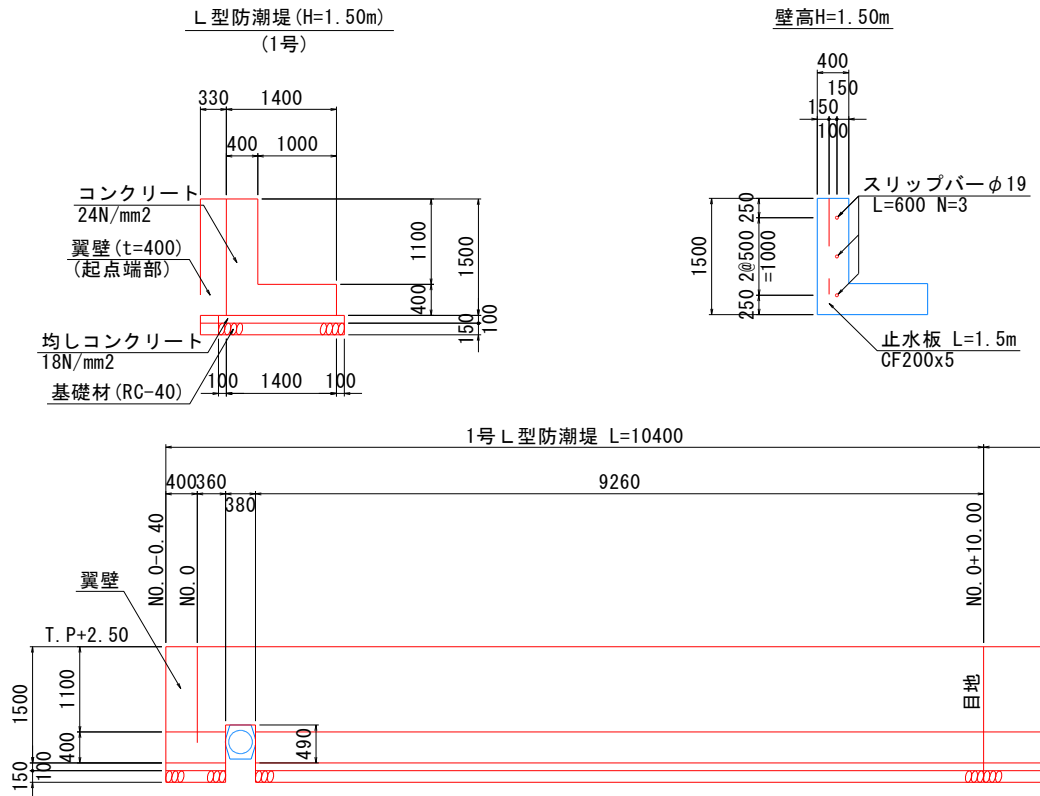 L型防潮堤(H=1.50m)
(1号)
330
1400
400
1000
コンクリート
24N/mm2
翼壁(t=400)
(起点端部)
均しコンクリート
18N/mm2
基礎材(RC-40)
1100
400
1500
150
100
100
1400
100
壁高H=1.50m
400
150
150
100
スリップバーφ19
L=600 N=3
1500
250
2@500
=1000
250
止水板 L=1.5m
CF200x5
1号L型防潮堤 L=10400
400
360
380
9260
NO.0-0.40
NO.0
NO.0+10.00
翼壁
T.P+2.50
1500
1100
400
150
100
490
目地